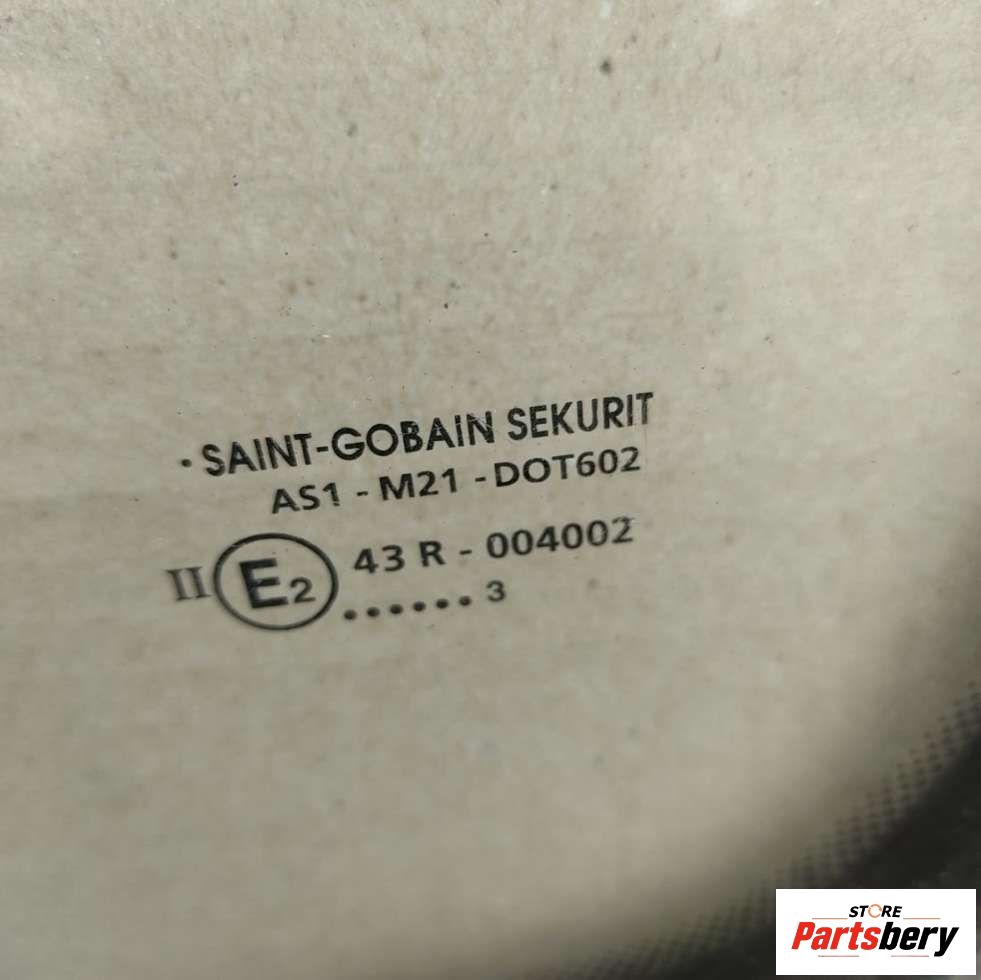 • SAINT-GOBAIN SEKURIT
AS1 - M21 - DOT602
II E2 43 R - 004002
•••••• 3
STORE
Partsbery